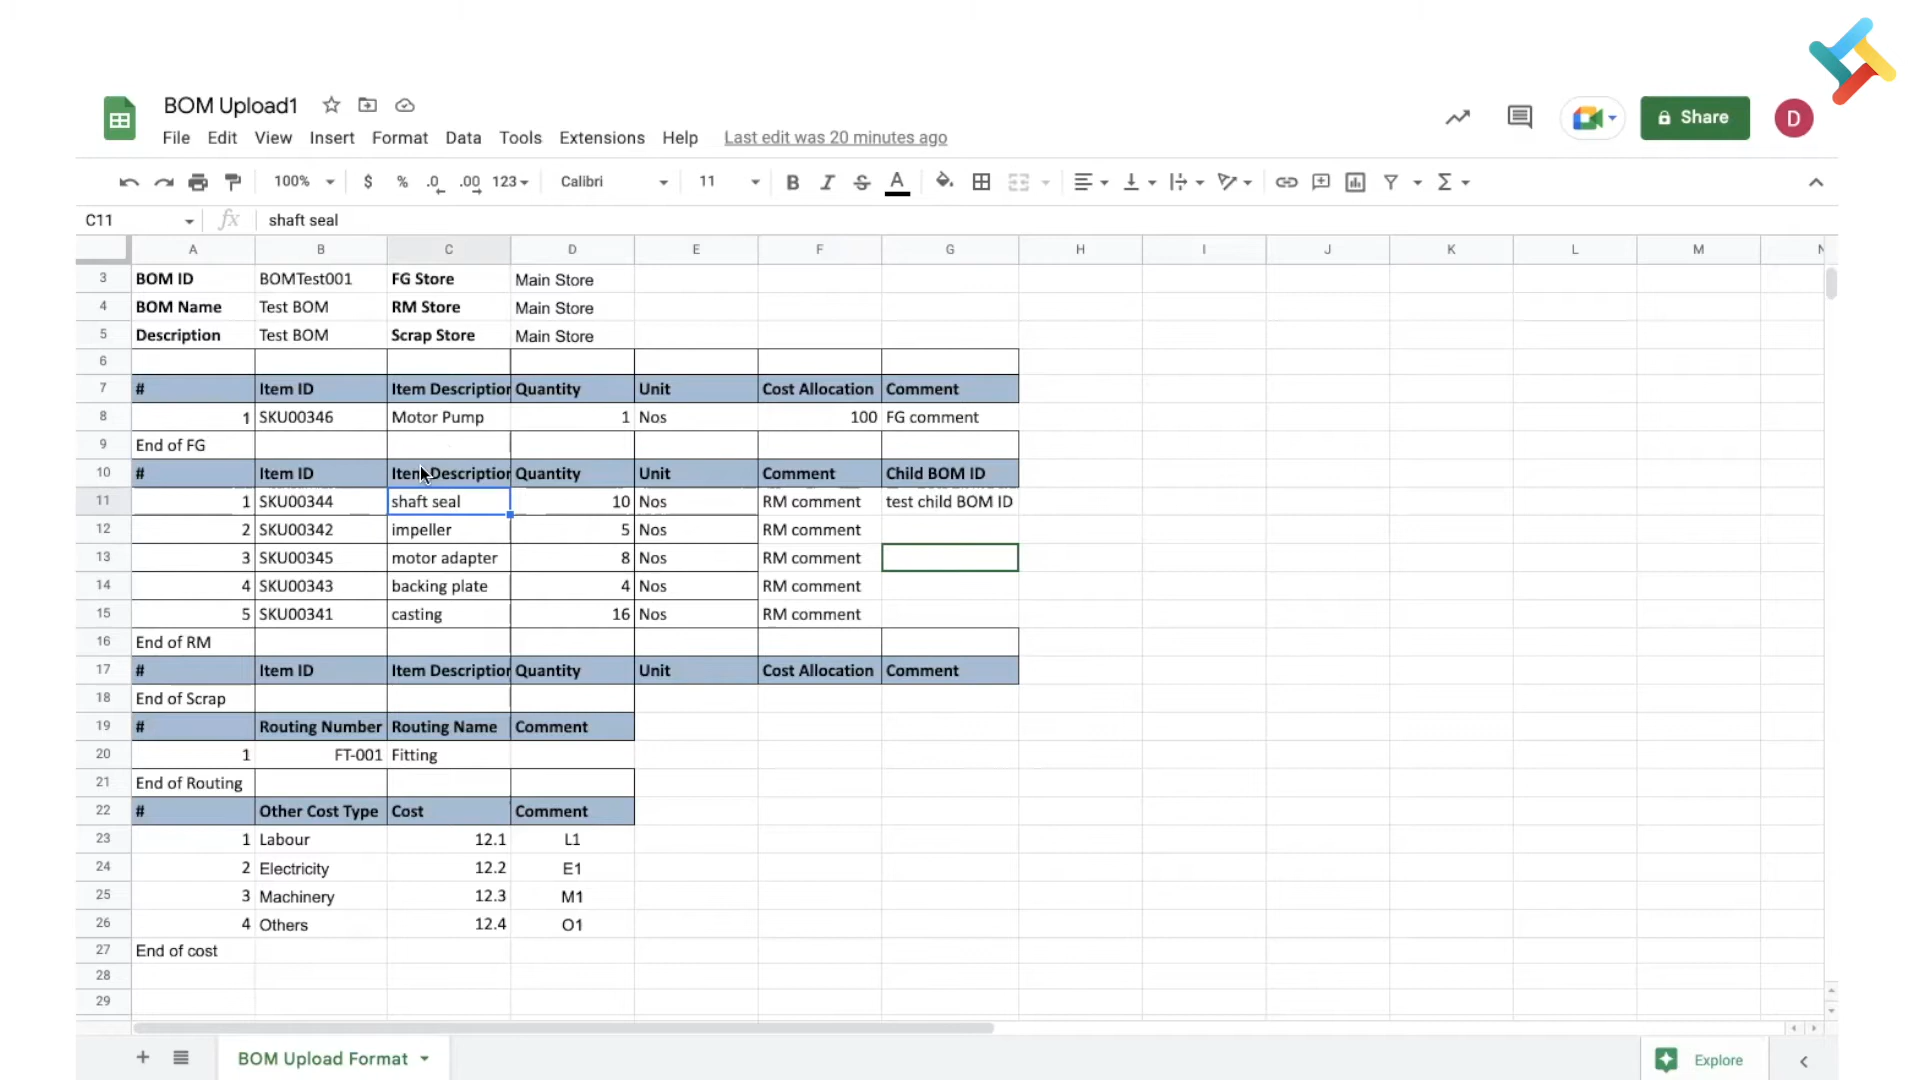 BOM Upload1
File Edit View Insert Format Data Tools Extensions Help Last edit was 20 minutes ago
Share
D
100% $ % .0 .00 123 Calibri 11 B I S A Σ
C11 fx shaft seal
A B C D E F G H I J K L M N
3 BOM ID BOMTest001 FG Store Main Store
4 BOM Name Test BOM RM Store Main Store
5 Description Test BOM Scrap Store Main Store
6
7 # Item ID Item Description Quantity Unit Cost Allocation Comment
8 1 SKU00346 Motor Pump 1 Nos 100 FG comment
9 End of FG
10 # Item ID Item Description Quantity Unit Comment Child BOM ID
11 1 SKU00344 shaft seal 10 Nos RM comment test child BOM ID
12 2 SKU00342 impeller 5 Nos RM comment
13 3 SKU00345 motor adapter 8 Nos RM comment
14 4 SKU00343 backing plate 4 Nos RM comment
15 5 SKU00341 casting 16 Nos RM comment
16 End of RM
17 # Item ID Item Description Quantity Unit Cost Allocation Comment
18 End of Scrap
19 # Routing Number Routing Name Comment
20 1 FT-001 Fitting
21 End of Routing
22 # Other Cost Type Cost Comment
23 1 Labour 12.1 L1
24 2 Electricity 12.2 E1
25 3 Machinery 12.3 M1
26 4 Others 12.4 O1
27 End of cost
28
29
BOM Upload Format
Explore